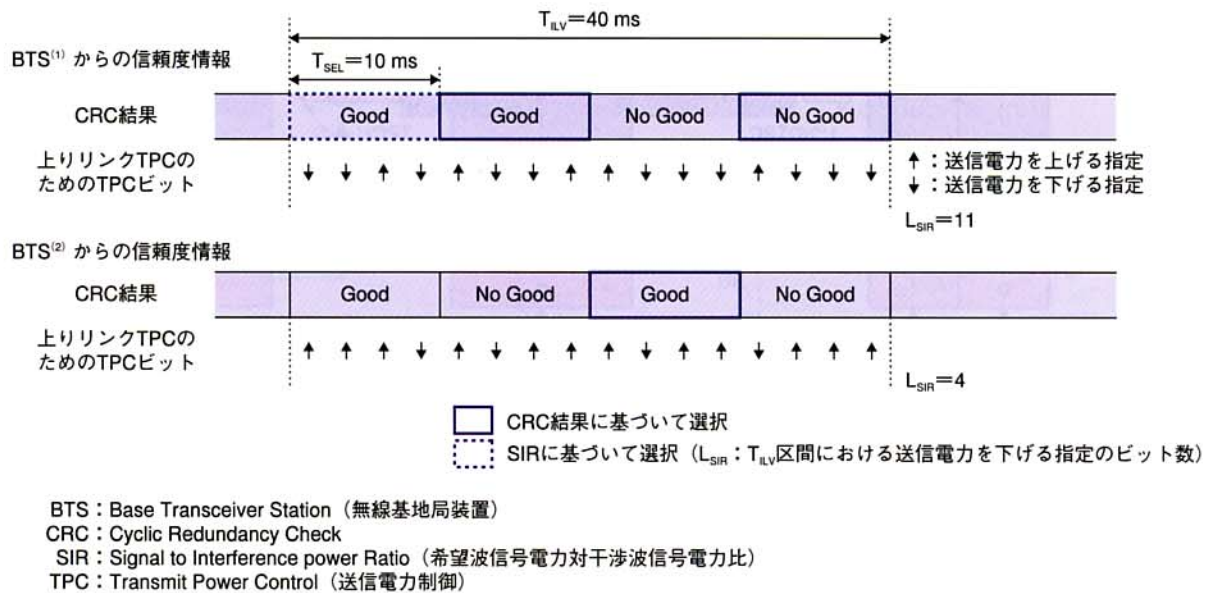 T_ILV＝40 ms
BTS⁽¹⁾ からの信頼度情報
T_SEL＝10 ms
CRC結果
Good
Good
No Good
No Good
上りリンクTPCの
ためのTPCビット
↓ ↓ ↑ ↓ ↑ ↓ ↓ ↑ ↑ ↓ ↓ ↓ ↑ ↓ ↓ ↓
↑：送信電力を上げる指定
↓：送信電力を下げる指定
L_SIR＝11
BTS⁽²⁾ からの信頼度情報
CRC結果
Good
No Good
Good
No Good
上りリンクTPCの
ためのTPCビット
↑ ↑ ↑ ↓ ↑ ↓ ↑ ↑ ↑ ↓ ↑ ↑ ↓ ↑ ↑ ↑
L_SIR＝4
CRC結果に基づいて選択
SIRに基づいて選択（L_SIR：T_ILV区間における送信電力を下げる指定のビット数）
BTS：Base Transceiver Station（無線基地局装置）
CRC：Cyclic Redundancy Check
SIR：Signal to Interference power Ratio（希望波信号電力対干渉波信号電力比）
TPC：Transmit Power Control（送信電力制御）